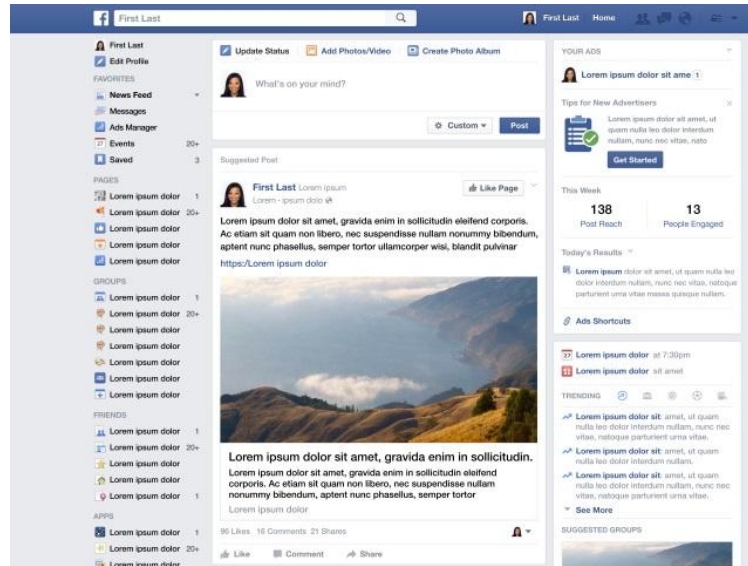 f
First Last
First Last Home
First Last
Edit Profile
FAVORITES
News Feed
Messages
Ads Manager
Events 20+
Saved 3
PAGES
Lorem ipsum dolor 1
Lorem ipsum dolor 20+
Lorem ipsum dolor
Lorem ipsum dolor
Lorem ipsum dolor
GROUPS
Lorem ipsum dolor 1
Lorem ipsum dolor 20+
Lorem ipsum dolor
Lorem ipsum dolor
Lorem ipsum dolor
Lorem ipsum dolor
Lorem ipsum dolor
FRIENDS
Lorem ipsum dolor 1
Lorem ipsum dolor 20+
Lorem ipsum dolor
Lorem ipsum dolor
Lorem ipsum dolor 1
APPS
Lorem ipsum dolor 1
Lorem ipsum dolor 20+
Lorem ipsum dolor
Update Status Add Photos/Video Create Photo Album
What's on your mind?
Custom Post
Suggested Post
First Last Lorem ipsum
Lorem - ipsum dolo
Like Page
Lorem ipsum dolor sit amet, gravida enim in sollicitudin eleifend corporis.
Ac etiam sit quam non libero, nec suspendisse nullam nonummy bibendum,
aptent nunc phasellus, semper tortor ullamcorper wisi, blandit pulvinar
https:/Lorem ipsum dolor
Lorem ipsum dolor sit amet, gravida enim in sollicitudin.
Lorem ipsum dolor sit amet, gravida enim in sollicitudin eleifend
corporis. Ac etiam sit quam non libero, nec suspendisse nullam
nonummy bibendum, aptent nunc phasellus, semper tortor
Lorem ipsum dolor
96 Likes 16 Comments 21 Shares
Like Comment Share
YOUR ADS
Lorem ipsum dolor sit ame 1
Tips for New Advertisers
Lorem ipsum dolor sit amet, ut
quam nulla leo dolor interdum
nullam, nunc nec vitae, nato
Get Started
This Week
138 13
Post Reach People Engaged
Today's Results
Lorem ipsum dolor sit amet, ut quam nulla leo
dolor interdum nullam, nunc nec vitae, natoque
parturient urna vitae massa quisque nullam.
Ads Shortcuts
27 Lorem ipsum dolor at 7:30pm
Lorem ipsum dolor sit amet
TRENDING
Lorem ipsum dolor sit: amet, ut quam
nulla leo dolor interdum nullam, nunc nec
vitae, natoque parturient urna vitae.
Lorem ipsum dolor sit: amet, ut quam
nulla leo dolor interdum nullam.
Lorem ipsum dolor sit: amet, ut quam
nulla leo dolor interdum nullam, nunc nec
vitae, natoque parturient urna vitae.
See More
SUGGESTED GROUPS